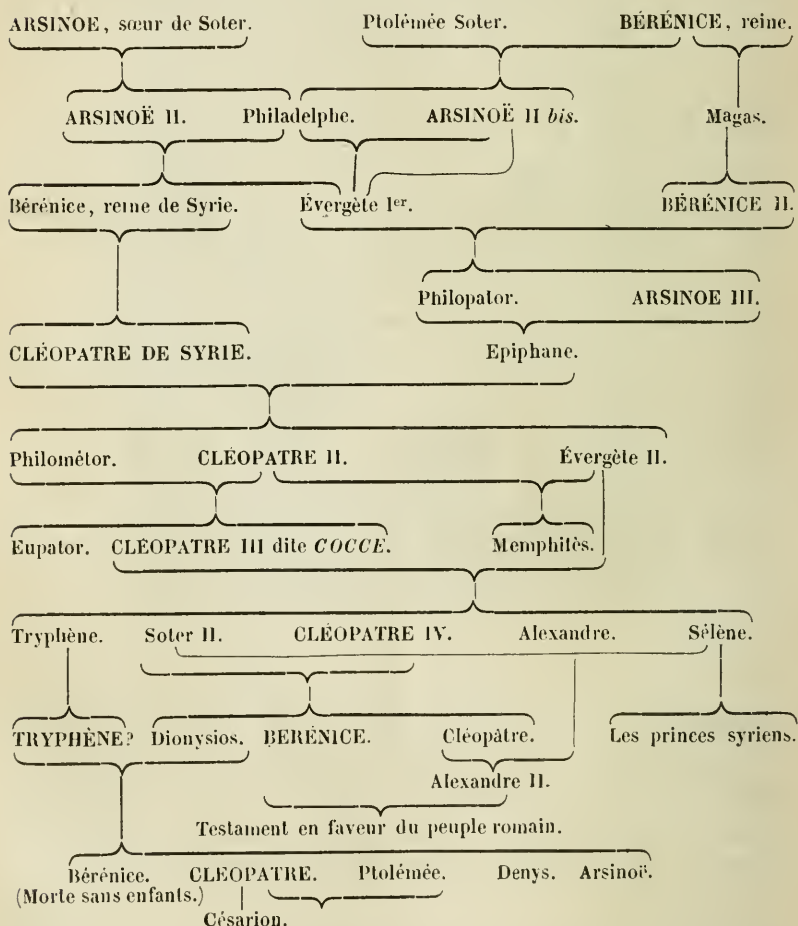 ARSINOE, sœur de Soter. Ptolémée Soter. BÉRÉNICE, reine.
ARSINOË II. Philadelphe. ARSINOË II bis. Magas.
Bérénice, reine de Syrie. Évergète Ier. BÉRÉNICE II.
Philopator. ARSINOE III.
CLÉOPATRE DE SYRIE. Epiphane.
Philométor. CLÉOPATRE II. Évergète II.
Eupator. CLÉOPATRE III dite COCCE. Memphitès.
Tryphène. Soter II. CLÉOPATRE IV. Alexandre. Sélène.
TRYPHÈNE? Dionysios. BERÉNICE. Cléopâtre. Les princes syriens.
Alexandre II.
Testament en faveur du peuple romain.
Bérénice. CLEOPATRE. Ptolémée. Denys. Arsinoë.
(Morte sans enfants.)
Césarion.